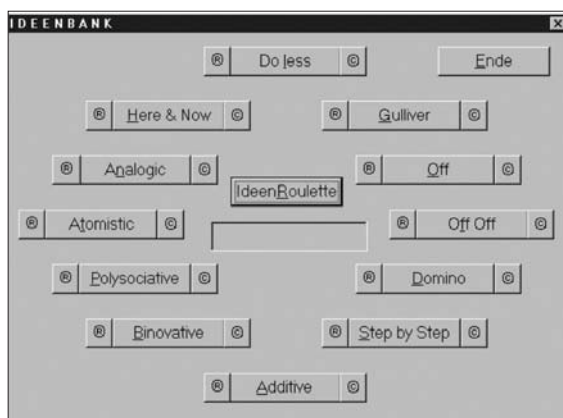 IDEENBANK
® Do less ©
Ende
® Here & Now ©
® Gulliver ©
® Analogic ©
® Off ©
IdeenRoulette
® Atomistic ©
® Off Off ©
® Polysociative ©
® Domino ©
® Binovative ©
® Step by Step ©
® Additive ©